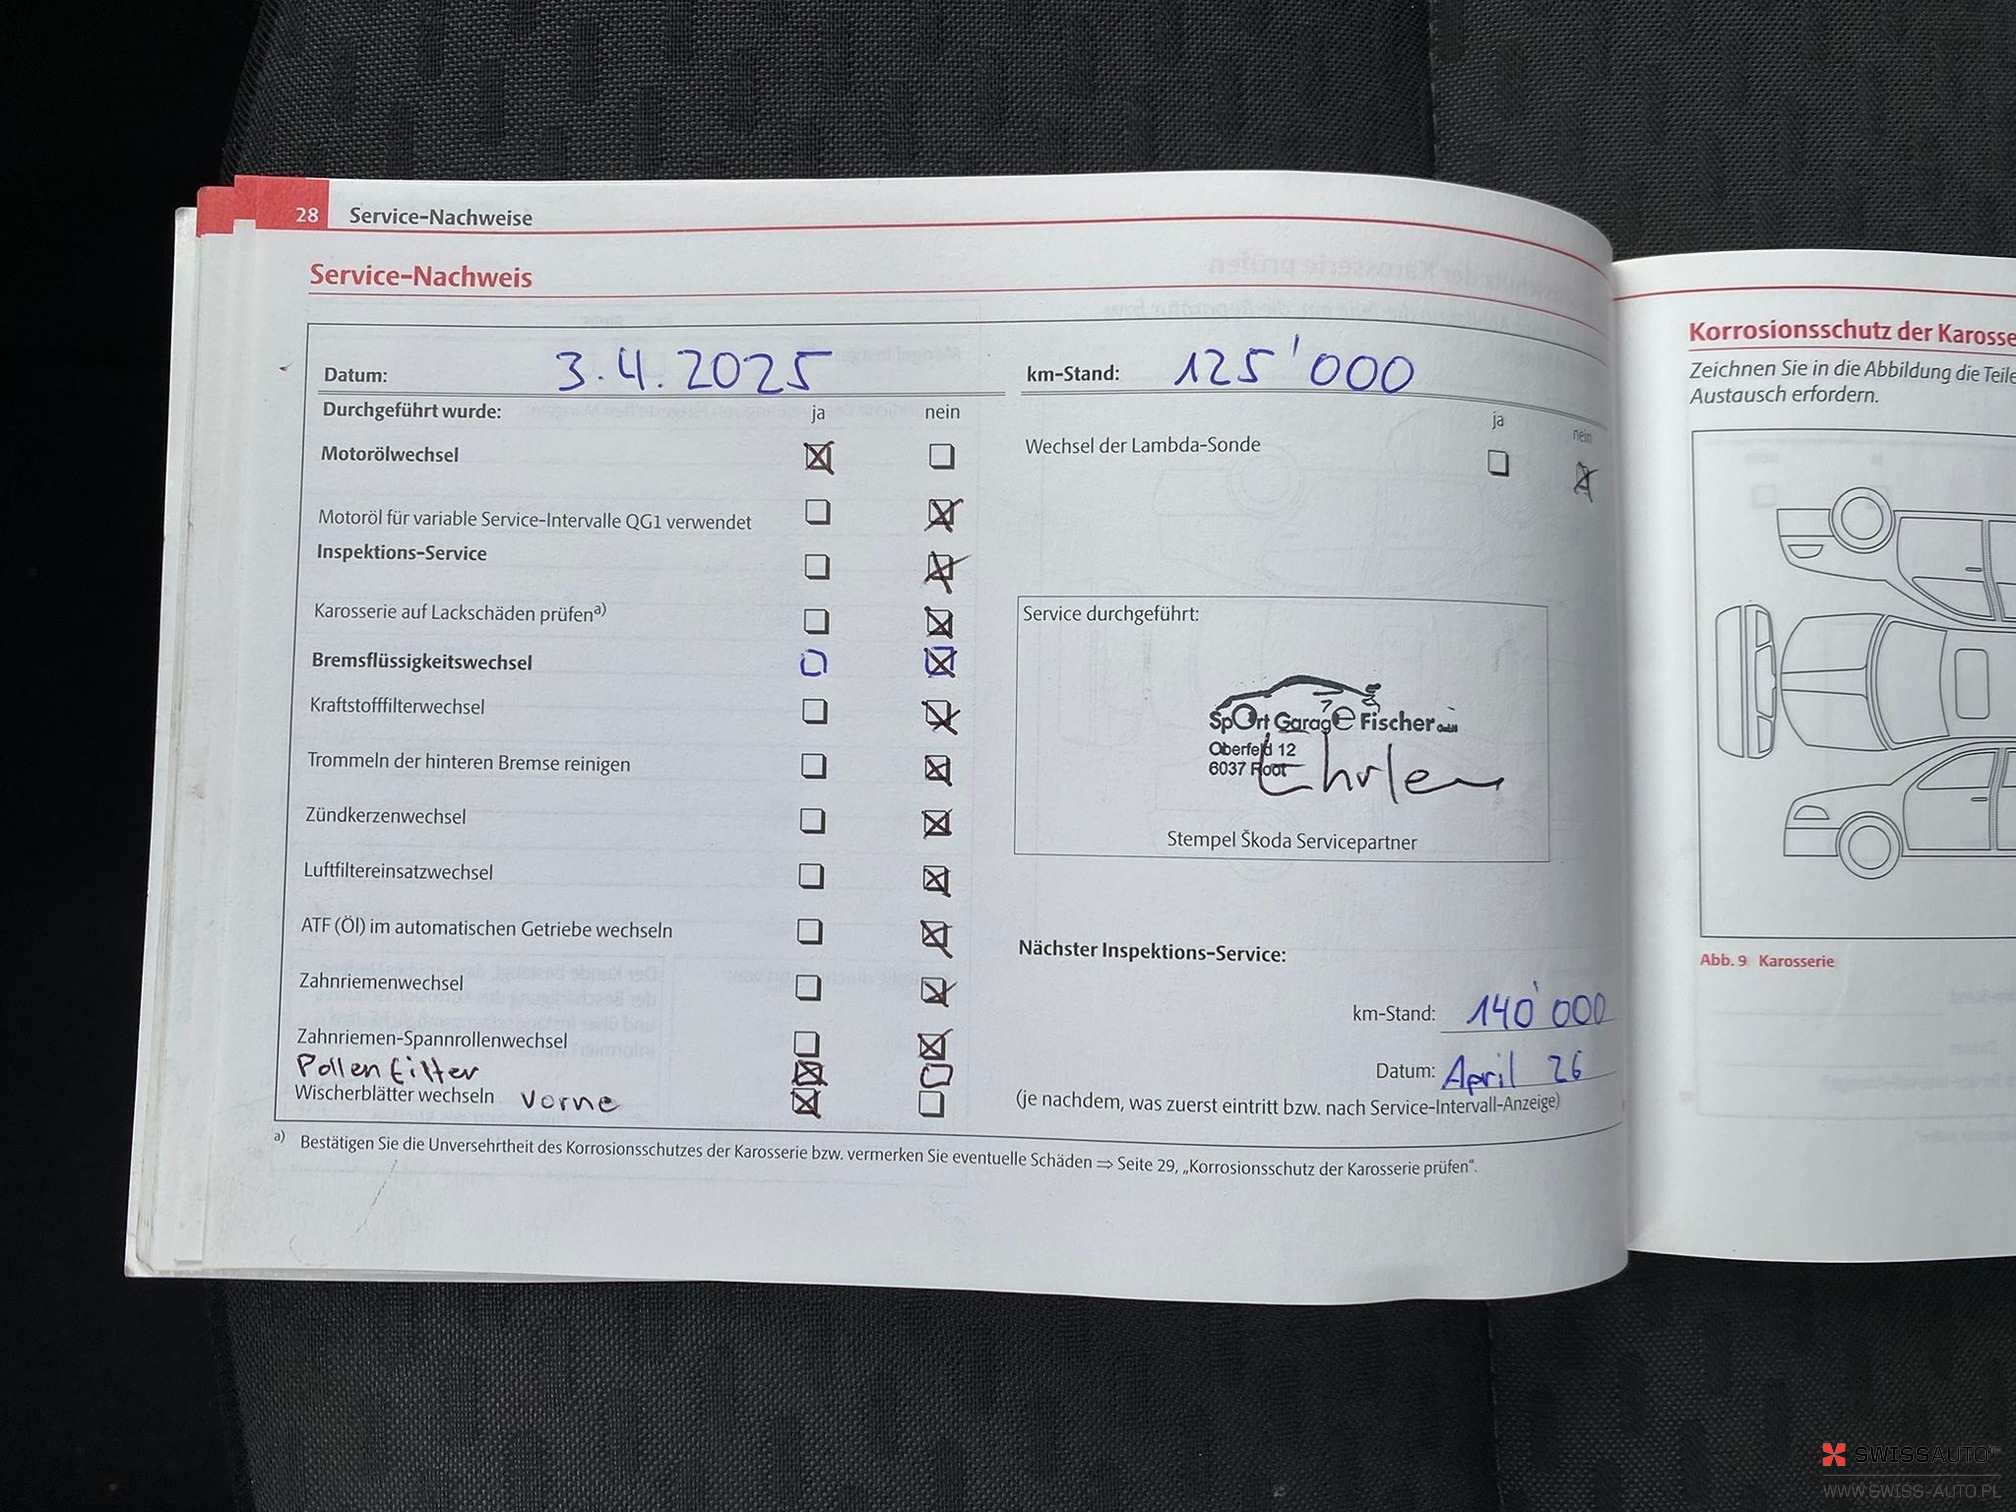 28 Service-Nachweise
Service-Nachweis
Datum: 3.4.2025
km-Stand: 125'000
Durchgeführt wurde: ja nein
ja nein
Motorölwechsel
Wechsel der Lambda-Sonde
Motoröl für variable Service-Intervalle QG1 verwendet
Inspektions-Service
Karosserie auf Lackschäden prüfena)
Bremsflüssigkeitswechsel
Kraftstofffilterwechsel
Trommeln der hinteren Bremse reinigen
Zündkerzenwechsel
Luftfiltereinsatzwechsel
ATF (Öl) im automatischen Getriebe wechseln
Zahnriemenwechsel
Zahnriemen-Spannrollenwechsel
Pollenfilter
Wischerblätter wechseln vorne
Service durchgeführt:
Sport Garage Fischer GmbH
Oberfeld 12
6037 Root
Stempel Škoda Servicepartner
Nächster Inspektions-Service:
km-Stand: 140'000
Datum: April 26
(je nachdem, was zuerst eintritt bzw. nach Service-Intervall-Anzeige)
a) Bestätigen Sie die Unversehrtheit des Korrosionsschutzes der Karosserie bzw. vermerken Sie eventuelle Schäden ⇒ Seite 29, „Korrosionsschutz der Karosserie prüfen“.
Korrosionsschutz der Karosse
Zeichnen Sie in die Abbildung die Teile
Austausch erfordern.
Abb. 9 Karosserie
SWISSAUTO
WWW.SWISS-AUTO.PL